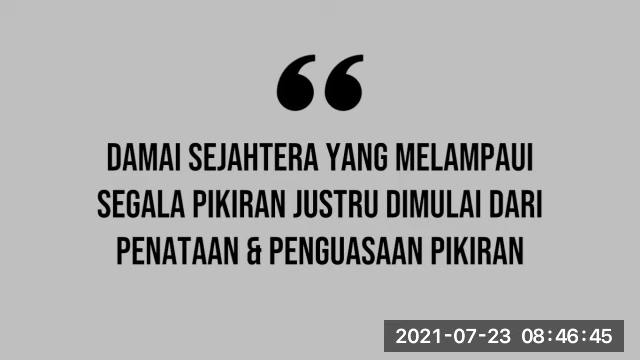 ❝
DAMAI SEJAHTERA YANG MELAMPAUI
SEGALA PIKIRAN JUSTRU DIMULAI DARI
PENATAAN & PENGUASAAN PIKIRAN
2021-07-23 08:46:45